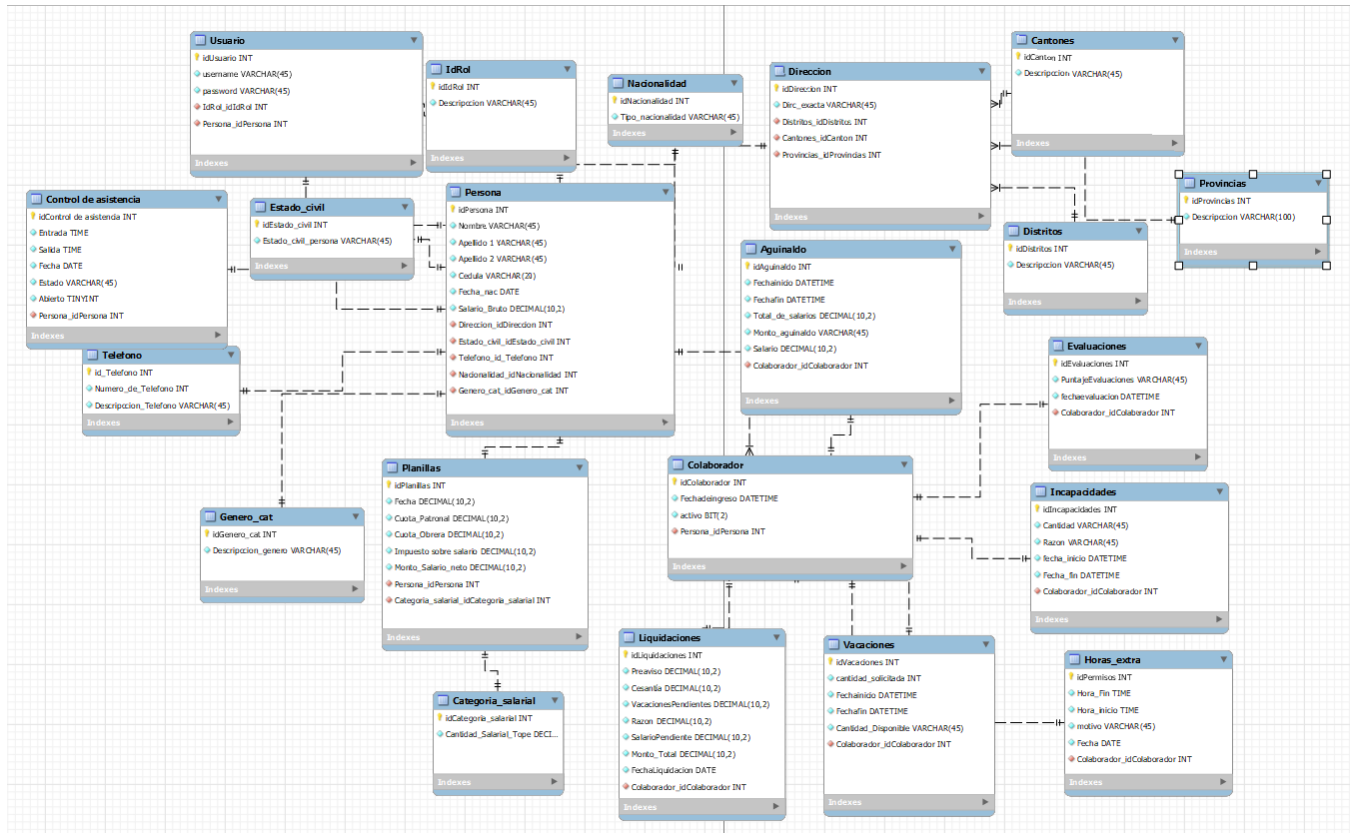 Usuario
idUsuario INT
username VARCHAR(45)
password VARCHAR(45)
IdRol_idIdRol INT
Persona_idPersona INT
Indexes
IdRol
idIdRol INT
Descripccion VARCHAR(45)
Indexes
Nacionalidad
idNacionalidad INT
Tipo_nacionalidad VARCHAR(45)
Indexes
Direccion
idDireccion INT
Dirc_exacta VARCHAR(45)
Distritos_idDistritos INT
Cantones_idCanton INT
Provincias_idProvincias INT
Indexes
Cantones
idCanton INT
Descripccion VARCHAR(45)
Indexes
Provincias
idProvincias INT
Descripccion VARCHAR(100)
Indexes
Control de asistencia
idControl de asistencia INT
Entrada TIME
Salida TIME
Fecha DATE
Estado VARCHAR(45)
Abierto TINYINT
Persona_idPersona INT
Indexes
Estado_civil
idEstado_civil INT
Estado_civil_persona VARCHAR(45)
Indexes
Persona
idPersona INT
Nombre VARCHAR(45)
Apellido 1 VARCHAR(45)
Apellido 2 VARCHAR(45)
Cedula VARCHAR(20)
Fecha_nac DATE
Salario_Bruto DECIMAL(10,2)
Direccion_idDireccion INT
Estado_civil_idEstado_civil INT
Telefono_id_Telefono INT
Nacionalidad_idNacionalidad INT
Genero_cat_idGenero_cat INT
Indexes
Distritos
idDistritos INT
Descripccion VARCHAR(45)
Indexes
Aguinaldo
idAguinaldo INT
Fechainicio DATETIME
Fechafin DATETIME
Total_de_salarios DECIMAL(10,2)
Monto_aguinaldo VARCHAR(45)
Salario DECIMAL(10,2)
Colaborador_idColaborador INT
Indexes
Telefono
id_Telefono INT
Numero_de_Telefono INT
Descripccion_Telefono VARCHAR(45)
Indexes
Evaluaciones
idEvaluaciones INT
PuntajeEvaluaciones VARCHAR(45)
fechaevaluacion DATETIME
Colaborador_idColaborador INT
Indexes
Planillas
idPlanillas INT
Fecha DECIMAL(10,2)
Cuota_Patronal DECIMAL(10,2)
Cuota_Obrera DECIMAL(10,2)
Impuesto sobre salario DECIMAL(10,2)
Monto_Salario_neto DECIMAL(10,2)
Persona_idPersona INT
Categoria_salarial_idCategoria_salarial INT
Indexes
Colaborador
idColaborador INT
Fechadeingreso DATETIME
activo BIT(2)
Persona_idPersona INT
Indexes
Incapacidades
idIncapacidades INT
Cantidad VARCHAR(45)
Razon VARCHAR(45)
fecha_inicio DATETIME
Fecha_fin DATETIME
Colaborador_idColaborador INT
Indexes
Genero_cat
idGenero_cat INT
Descripccion_genero VARCHAR(45)
Indexes
Liquidaciones
idLiquidaciones INT
Preaviso DECIMAL(10,2)
Cesantía DECIMAL(10,2)
VacacionesPendientes DECIMAL(10,2)
Razon DECIMAL(10,2)
SalarioPendiente DECIMAL(10,2)
Monto_Total DECIMAL(10,2)
FechaLiquidacion DATE
Colaborador_idColaborador INT
Indexes
Vacaciones
idVacaciones INT
cantidad_solicitada INT
Fechainicio DATETIME
Fechafin DATETIME
Cantidad_Disponible VARCHAR(45)
Colaborador_idColaborador INT
Indexes
Horas_extra
idPermisos INT
Hora_Fin TIME
Hora_inicio TIME
motivo VARCHAR(45)
Fecha DATE
Colaborador_idColaborador INT
Indexes
Categoria_salarial
idCategoria_salarial INT
Cantidad_Salarial_Tope DECI...
Indexes